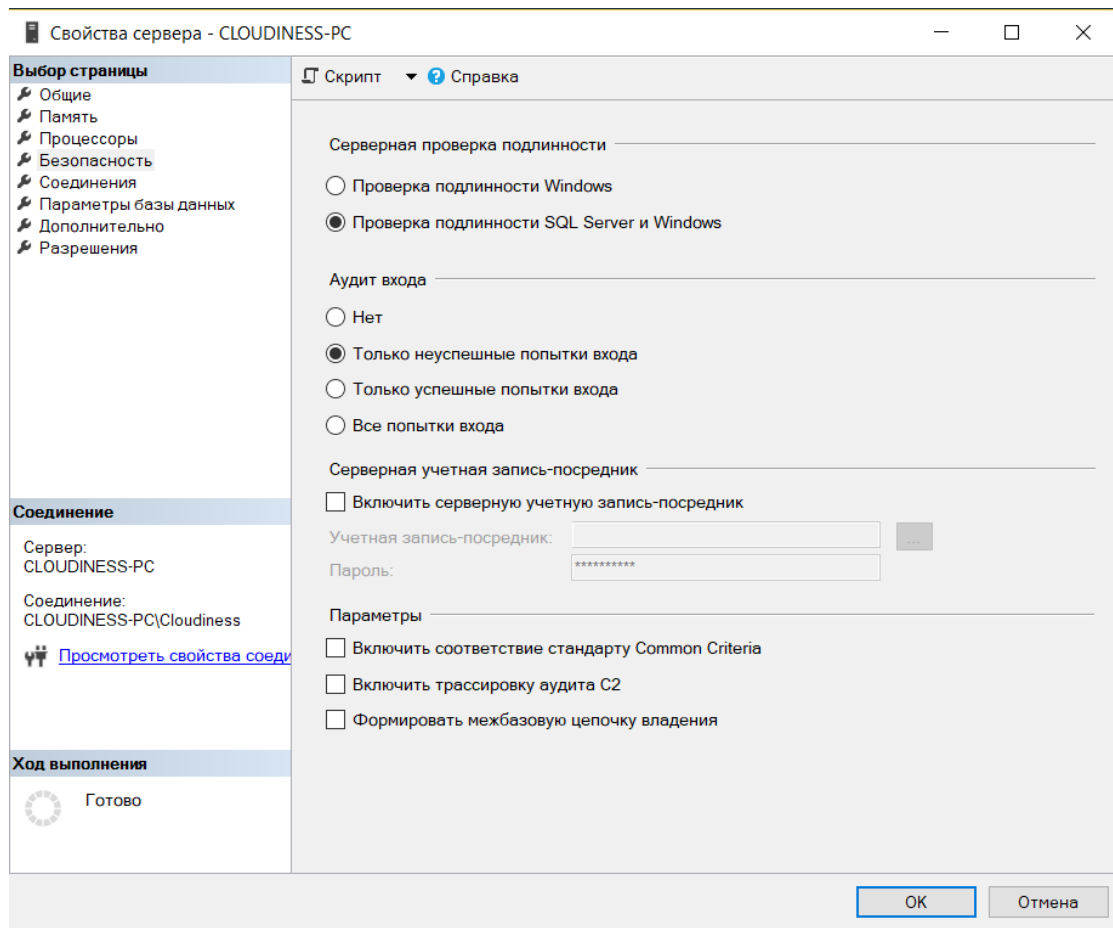 Свойства сервера - CLOUDINESS-PC
Выбор страницы
Общие
Память
Процессоры
Безопасность
Соединения
Параметры базы данных
Дополнительно
Разрешения
Скрипт
Справка
Серверная проверка подлинности
Проверка подлинности Windows
Проверка подлинности SQL Server и Windows
Аудит входа
Нет
Только неуспешные попытки входа
Только успешные попытки входа
Все попытки входа
Серверная учетная запись-посредник
Включить серверную учетную запись-посредник
Учетная запись-посредник:
...
Пароль:
**********
Параметры
Включить соответствие стандарту Common Criteria
Включить трассировку аудита C2
Формировать межбазовую цепочку владения
Соединение
Сервер:
CLOUDINESS-PC
Соединение:
CLOUDINESS-PC\Cloudiness
Просмотреть свойства соеди
Ход выполнения
Готово
OK
Отмена